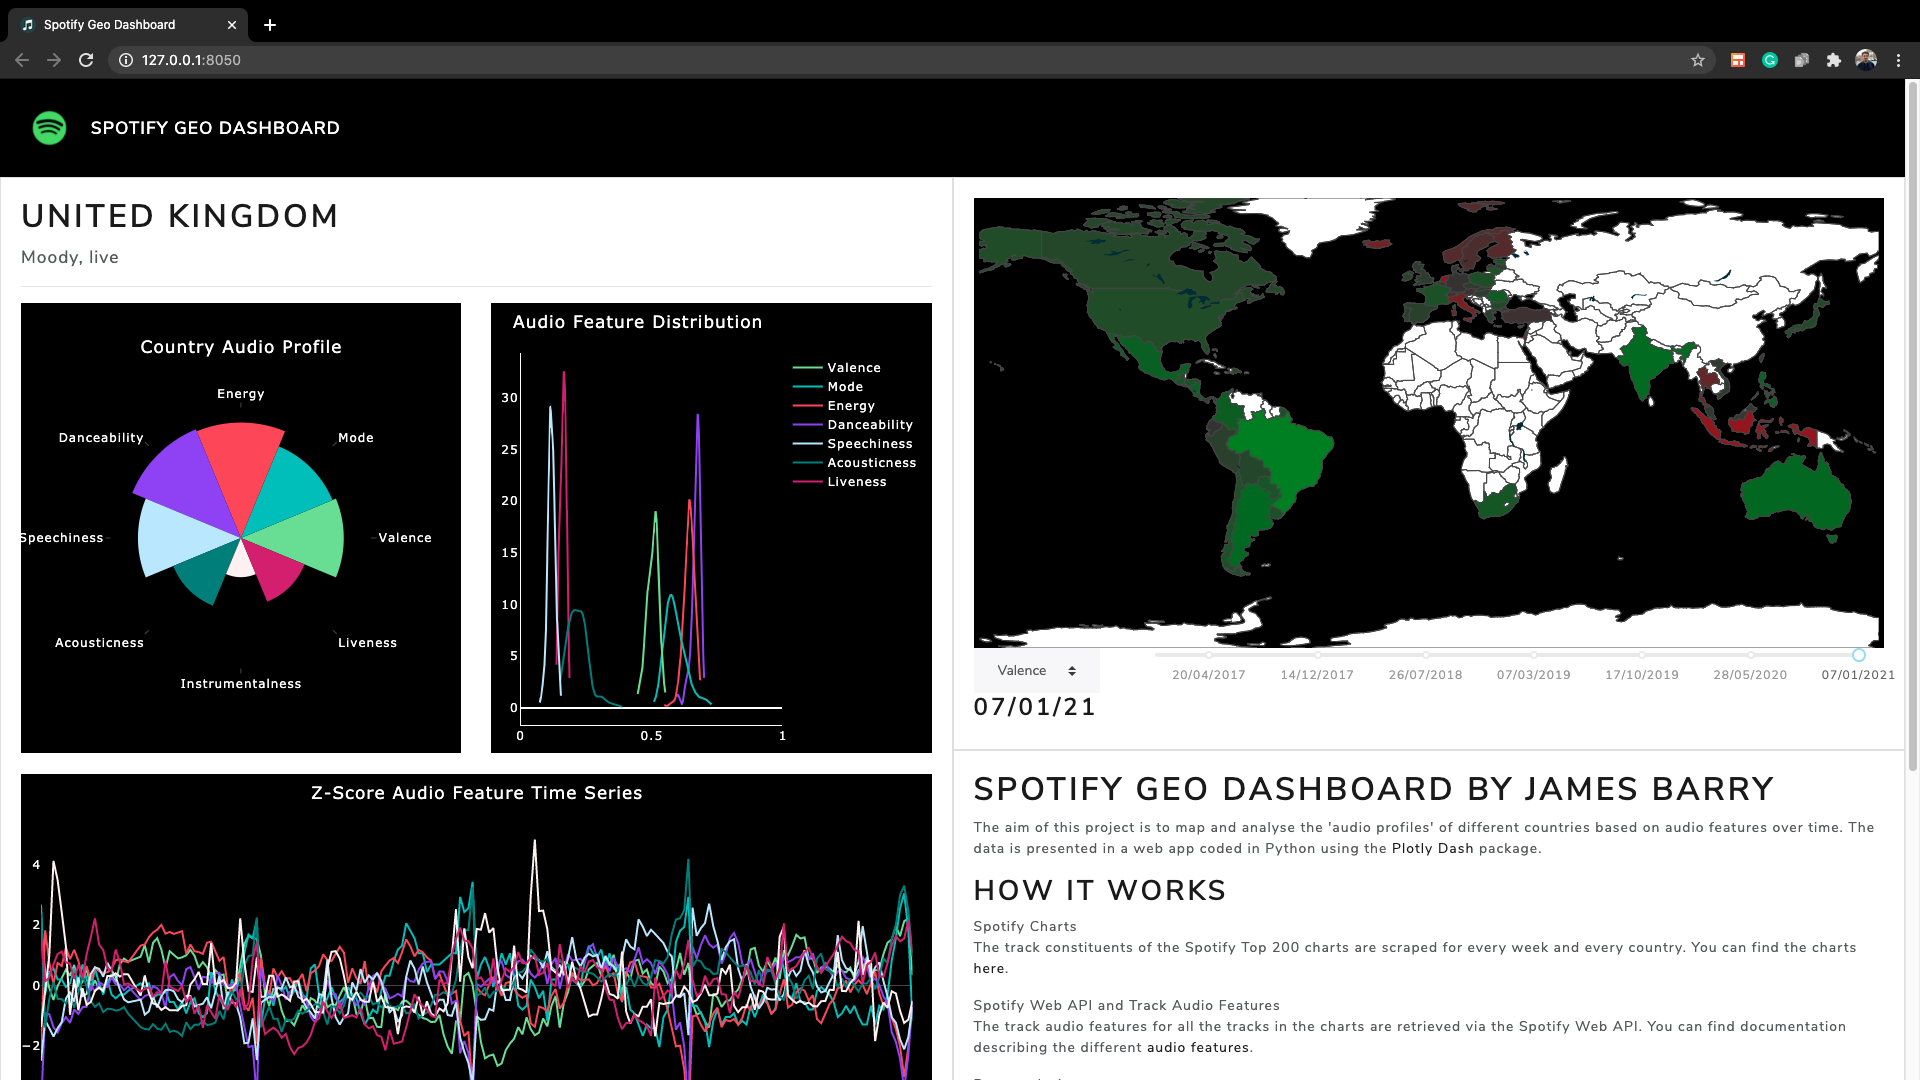 Spotify Geo Dashboard
127.0.0.1:8050
SPOTIFY GEO DASHBOARD
UNITED KINGDOM
Moody, live
Country Audio Profile
Energy
Danceability
Mode
Speechiness
Valence
Acousticness
Liveness
Instrumentalness
Audio Feature Distribution
Valence
Mode
Energy
Danceability
Speechiness
Acousticness
Liveness
30
25
20
15
10
5
0
0 0.5 1
Z-Score Audio Feature Time Series
4
2
0
−2
Valence
20/04/2017 14/12/2017 26/07/2018 07/03/2019 17/10/2019 28/05/2020 07/01/2021
07/01/21
SPOTIFY GEO DASHBOARD BY JAMES BARRY
The aim of this project is to map and analyse the 'audio profiles' of different countries based on audio features over time. The
data is presented in a web app coded in Python using the Plotly Dash package.
HOW IT WORKS
Spotify Charts
The track constituents of the Spotify Top 200 charts are scraped for every week and every country. You can find the charts
here.
Spotify Web API and Track Audio Features
The track audio features for all the tracks in the charts are retrieved via the Spotify Web API. You can find documentation
describing the different audio features.